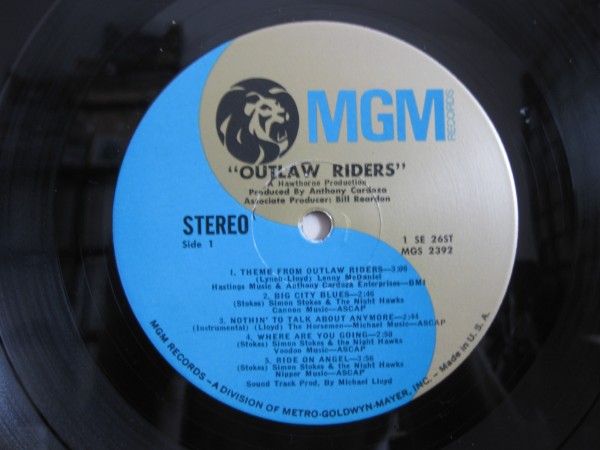 MGM
RECORDS
"OUTLAW RIDERS"
A Hawthorne Production
Produced By Anthony Cardoza
Associate Producer: Bill Reardon
STEREO
Side 1
1 SE 26ST
MGS 2392
1. THEME FROM OUTLAW RIDERS—3:08
(Lynch-Lloyd) Lenny McDaniel
Hastings Music & Anthony Cardoza Enterprises—BMI
2. BIG CITY BLUES—2:46
(Stokes) Simon Stokes & The Night Hawks
Cannon Music—ASCAP
3. NOTHIN' TO TALK ABOUT ANYMORE—2:44
(Instrumental) (Lloyd) The Horsemen—Michael Music—ASCAP
4. WHERE ARE YOU GOING—2:58
(Stokes) Simon Stokes & the Night Hawks
Voodoo Music—ASCAP
5. RIDE ON ANGEL—3:56
(Stokes) Simon Stokes & the Night Hawks
Nipper Music—ASCAP
Sound Track Prod. By Michael Lloyd
MGM RECORDS—A DIVISION OF METRO-GOLDWYN-MAYER, INC.—Made in U.S.A.